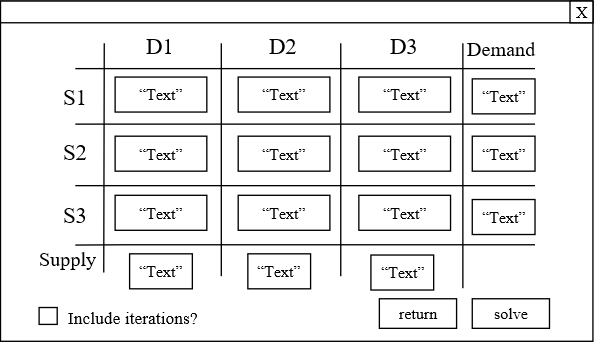 X
D1 D2 D3 Demand
S1 “Text” “Text” “Text” “Text”
S2 “Text” “Text” “Text” “Text”
S3 “Text” “Text” “Text” “Text”
Supply “Text” “Text” “Text”
Include iterations? return solve